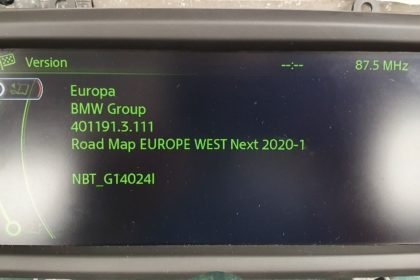 Version
--:--
87.5 MHz
Europa
BMW Group
401191.3.111
Road Map EUROPE WEST Next 2020-1
NBT_G14024I